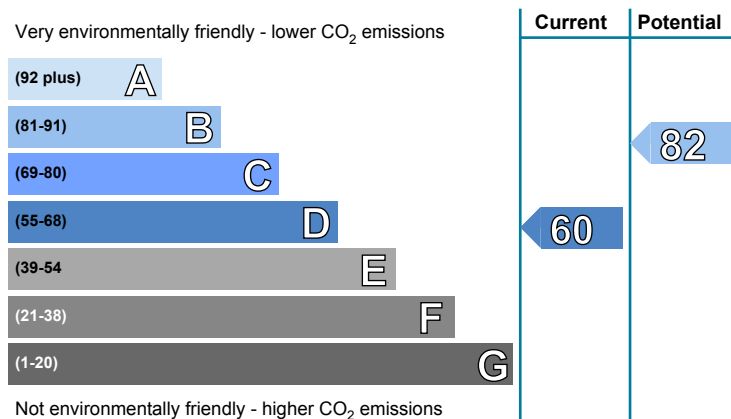 Current Potential
Very environmentally friendly - lower CO₂ emissions
(92 plus) A
(81-91) B
82
(69-80) C
(55-68) D
60
(39-54 E
(21-38) F
(1-20) G
Not environmentally friendly - higher CO₂ emissions